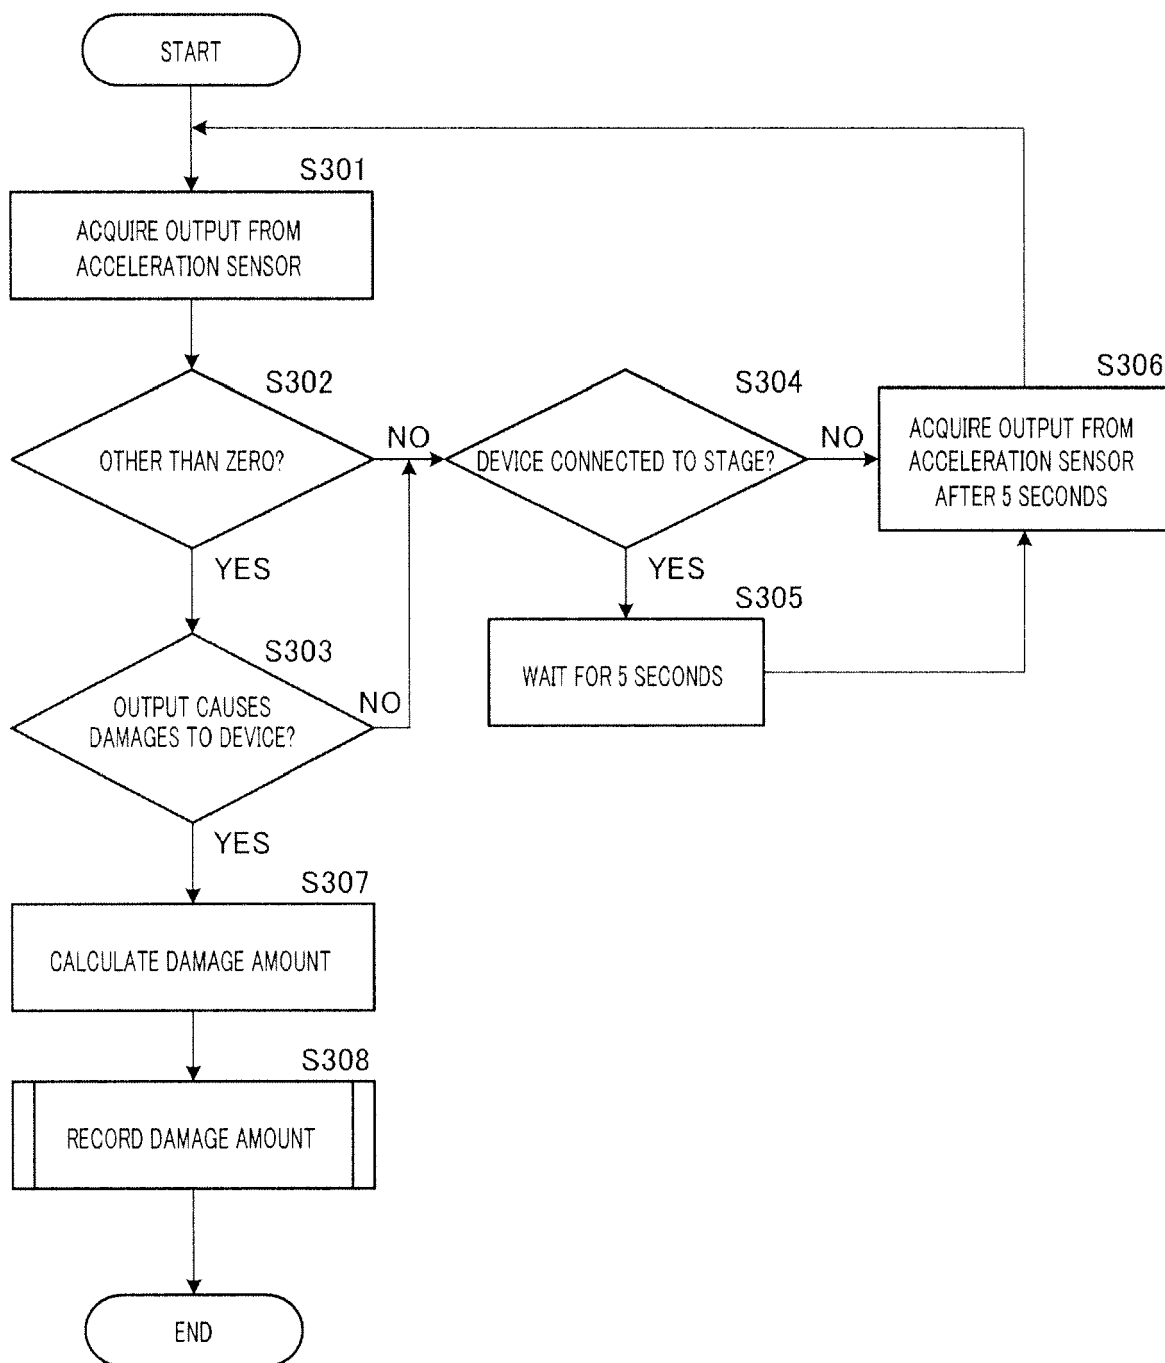 START
S301
ACQUIRE OUTPUT FROM
ACCELERATION SENSOR
S302
OTHER THAN ZERO?
NO
YES
S304
DEVICE CONNECTED TO STAGE?
NO
YES
S306
ACQUIRE OUTPUT FROM
ACCELERATION SENSOR
AFTER 5 SECONDS
S305
WAIT FOR 5 SECONDS
S303
OUTPUT CAUSES
DAMAGES TO DEVICE?
NO
YES
S307
CALCULATE DAMAGE AMOUNT
S308
RECORD DAMAGE AMOUNT
END